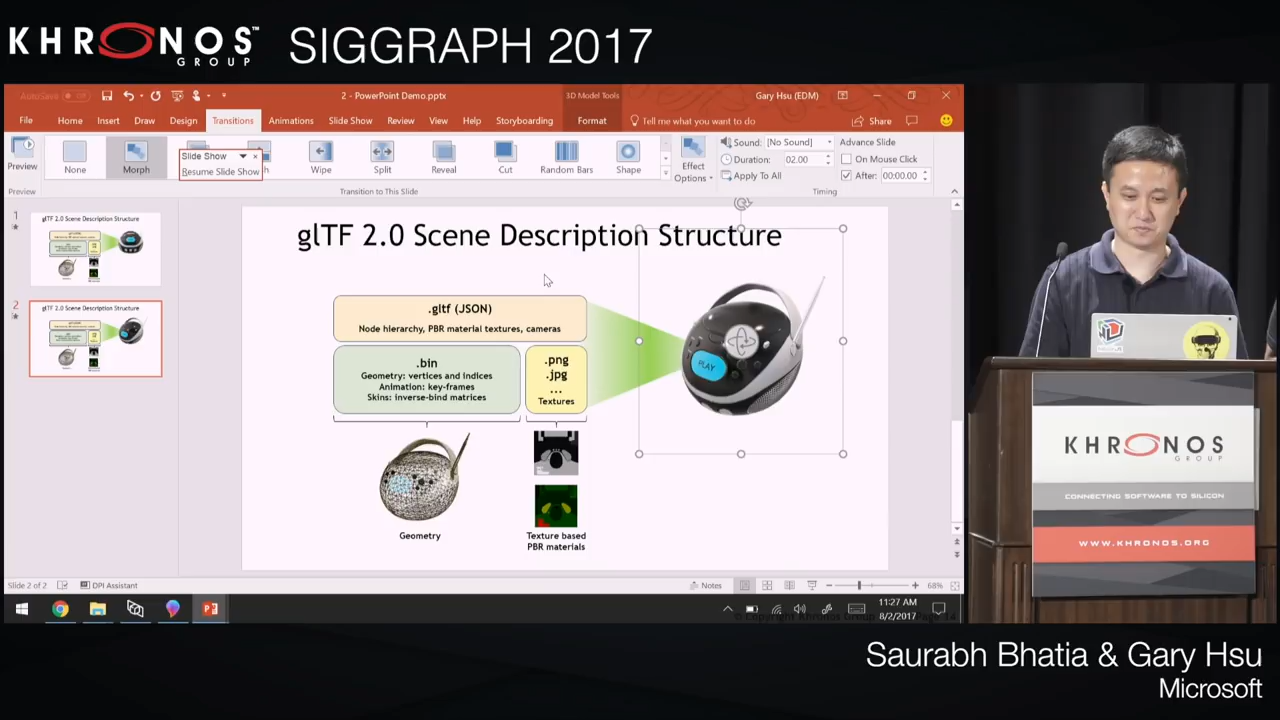 KHRONOS™
GROUP
SIGGRAPH 2017
AutoSave
2 - PowerPoint Demo.pptx
3D Model Tools
Gary Hsu (EDM)
File
Home
Insert
Draw
Design
Transitions
Animations
Slide Show
Review
View
Help
Storyboarding
Format
Tell me what you want to do
Share
Preview
None
Morph
Slide Show
Resume Slide Show
Wipe
Split
Reveal
Cut
Random Bars
Shape
Effect
Options
Sound: [No Sound]
Duration: 02.00
Apply To All
Advance Slide
On Mouse Click
After: 00:00.00
Preview
Transition to This Slide
Timing
1
glTF 2.0 Scene Description Structure
2
glTF 2.0 Scene Description Structure
glTF 2.0 Scene Description Structure
.gltf (JSON)
Node hierarchy, PBR material textures, cameras
.bin
Geometry: vertices and indices
Animation: key-frames
Skins: inverse-bind matrices
.png
.jpg
...
Textures
PLAY
Geometry
Texture based
PBR materials
Slide 2 of 2
DPI Assistant
Notes
68%
11:27 AM
8/2/2017
KHRONOS
GROUP
CONNECTING SOFTWARE TO SILICON
WWW.KHRONOS.ORG
Saurabh Bhatia & Gary Hsu
Microsoft